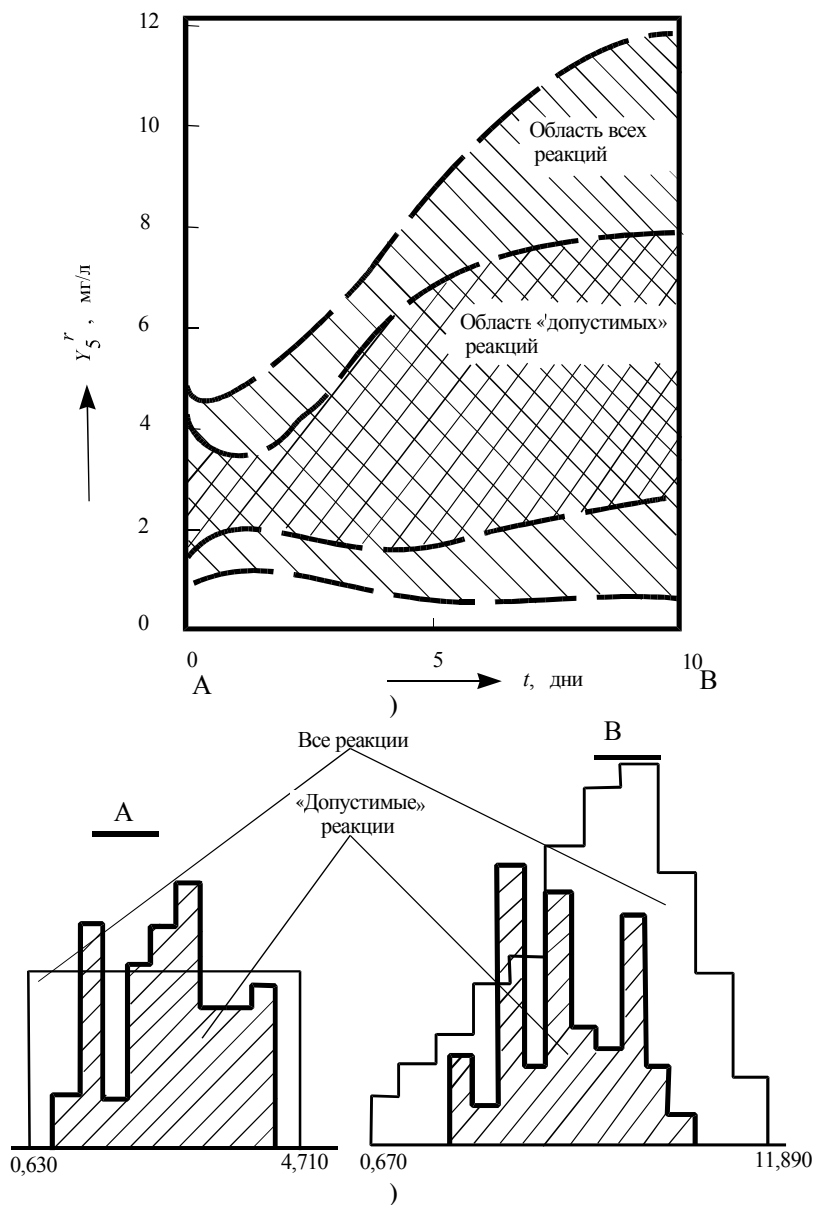 12
10
Область всех
реакций
8
Y₅ʳ , мг/л
6
Область «допустимых»
реакций
4
2
0
0
5
10
A
t, дни
B
)
Все реакции
B
«Допустимые»
реакции
A
0,630
4,710
0,670
11,890
)